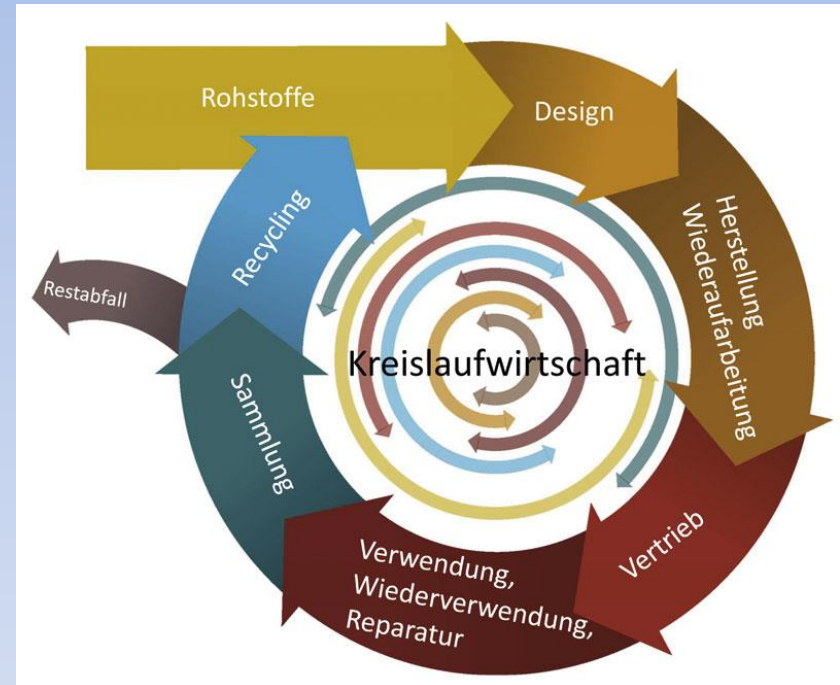 Rohstoffe
Design
Herstellung
Wiederaufarbeitung
Vertrieb
Verwendung,
Wiederverwendung,
Reparatur
Sammlung
Recycling
Restabfall
Kreislaufwirtschaft